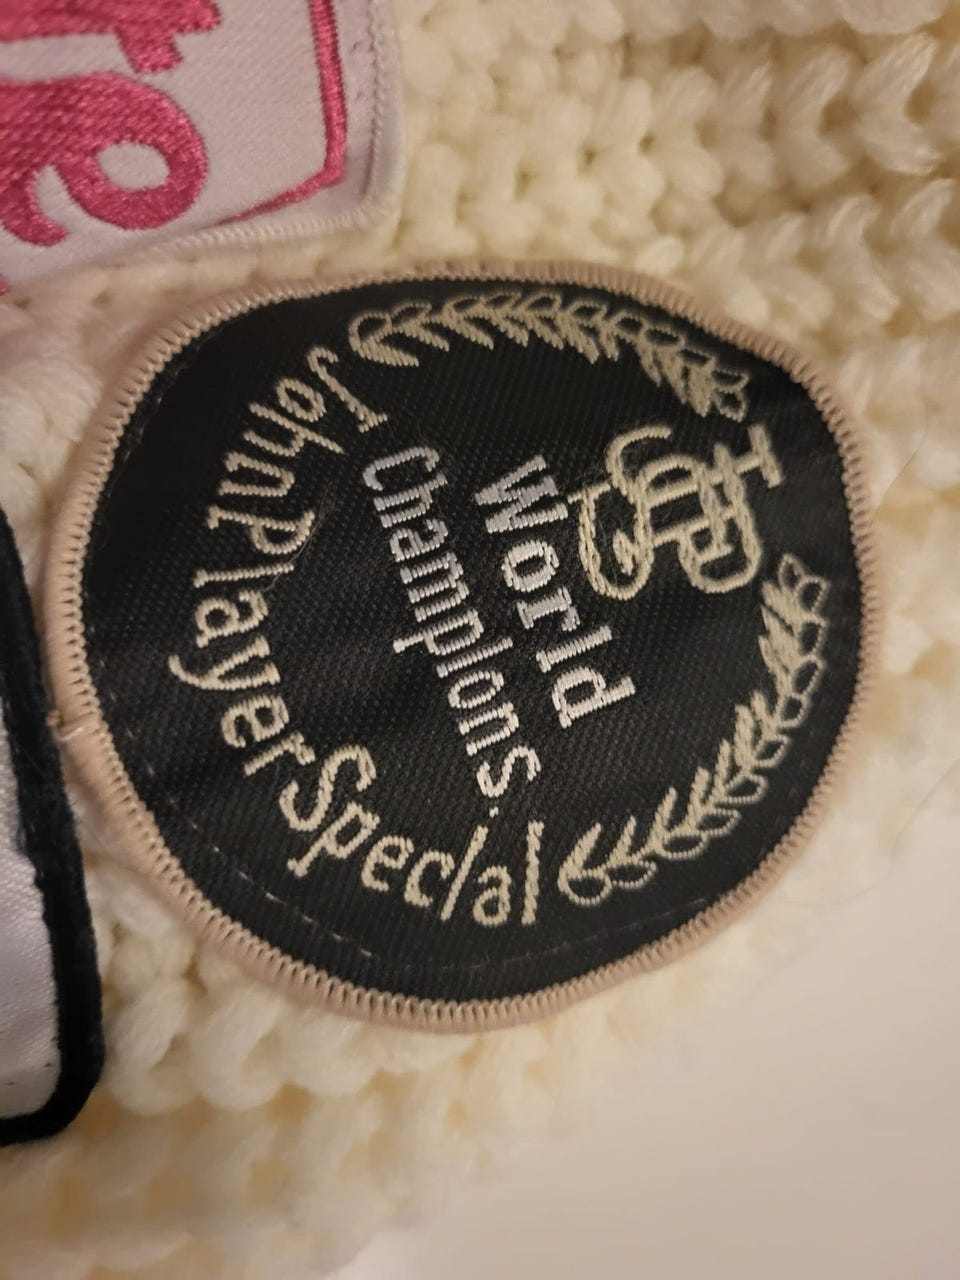 JPS
World
Champions.
John Player Special